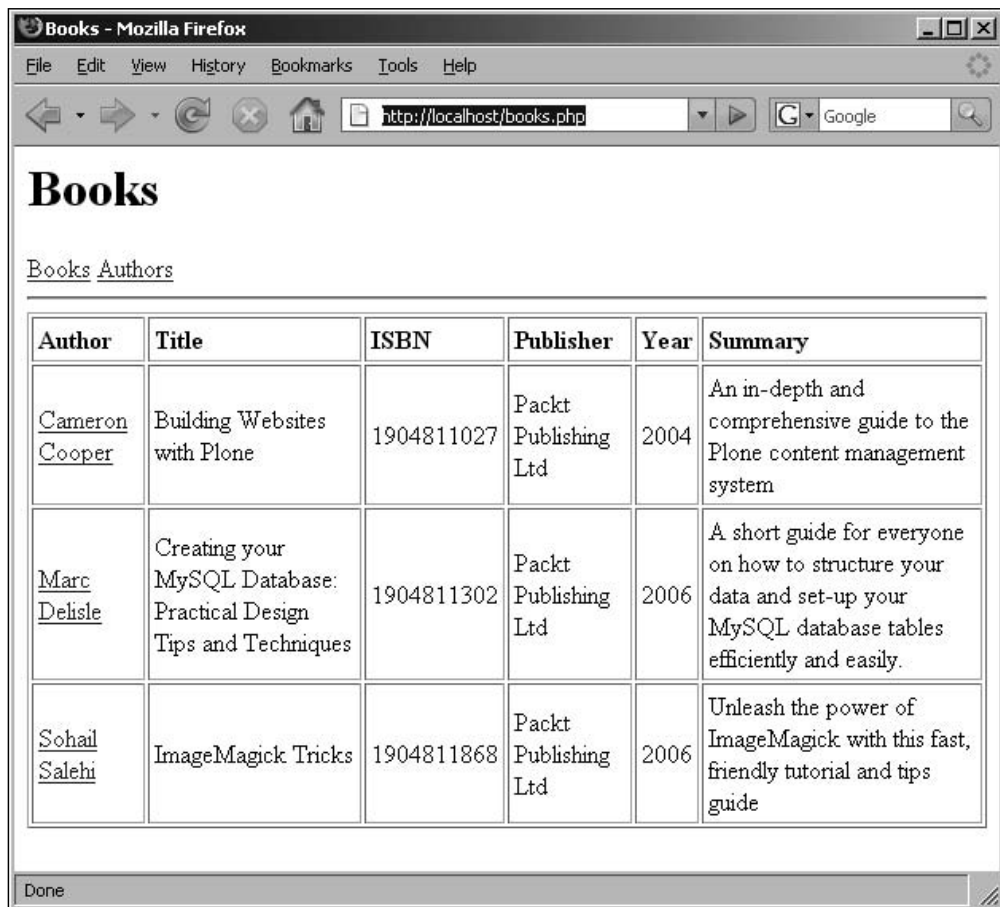 Books - Mozilla Firefox
File Edit View History Bookmarks Tools Help
http://localhost/books.php
G Google
Books
Books Authors
Author Title ISBN Publisher Year Summary
Cameron
Cooper
Building Websites
with Plone
1904811027
Packt
Publishing
Ltd
2004
An in-depth and
comprehensive guide to the
Plone content management
system
Marc
Delisle
Creating your
MySQL Database:
Practical Design
Tips and Techniques
1904811302
Packt
Publishing
Ltd
2006
A short guide for everyone
on how to structure your
data and set-up your
MySQL database tables
efficiently and easily.
Sohail
Salehi
ImageMagick Tricks
1904811868
Packt
Publishing
Ltd
2006
Unleash the power of
ImageMagick with this fast,
friendly tutorial and tips
guide
Done